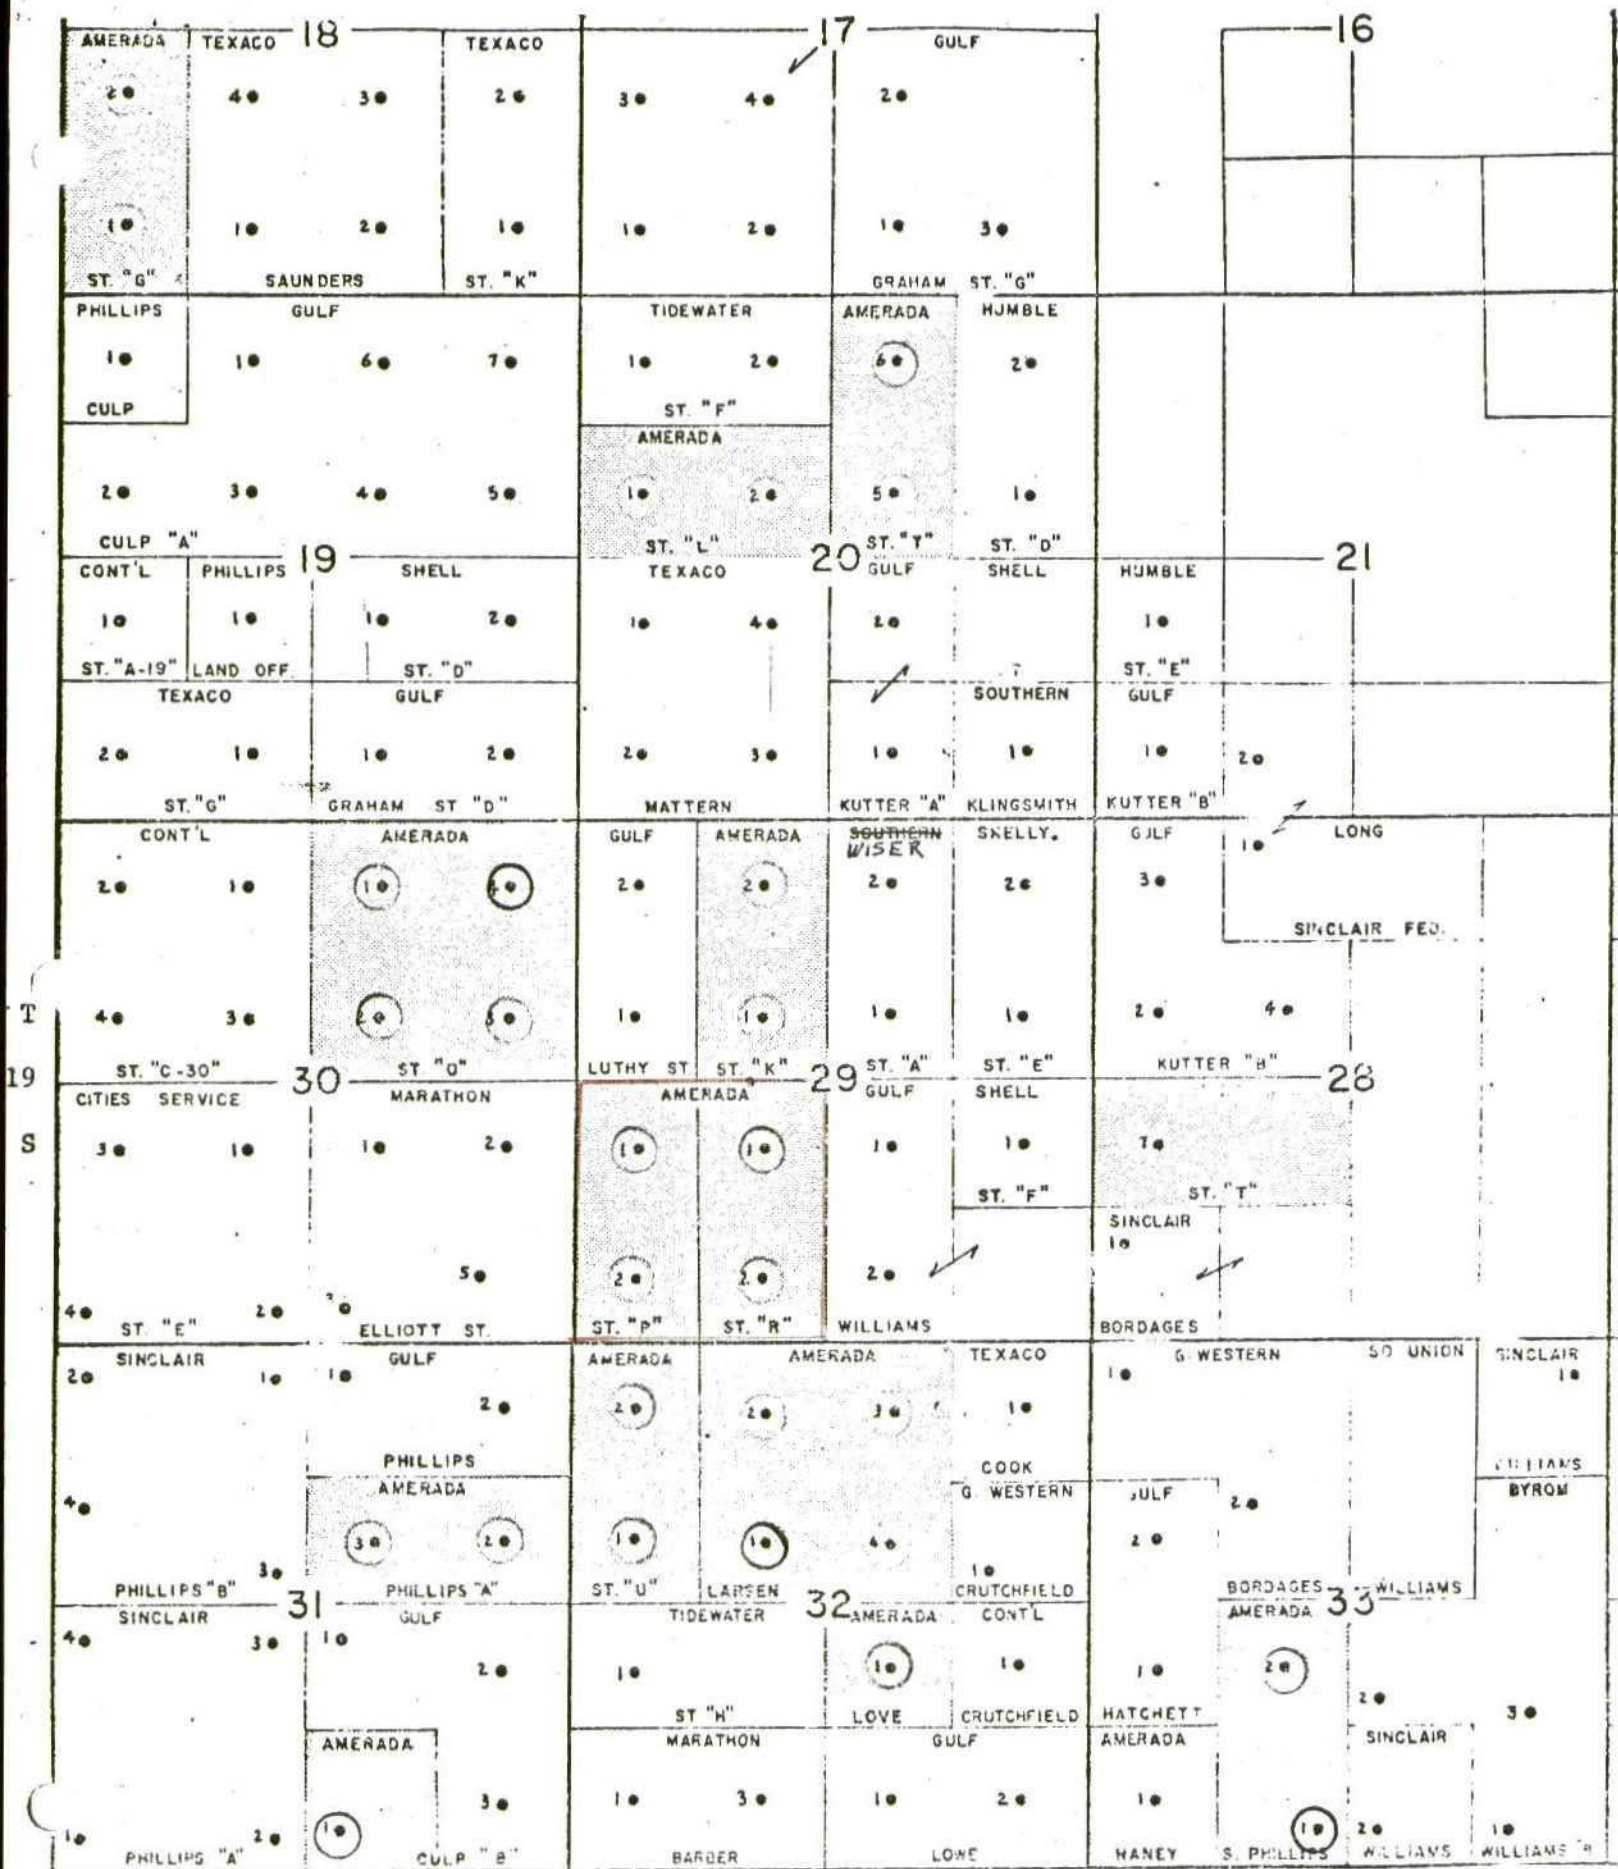 18 17 16
AMERADA TEXACO TEXACO GULF
2 4 3 2 3 4 2
1 1 2 1 1 2 1 3
ST. "G" SAUNDERS ST. "K" GRAHAM ST. "G"
PHILLIPS GULF TIDEWATER AMERADA HUMBLE
1 1 6 7 1 2 6 2
CULP ST. "F"
AMERADA
2 3 4 5 1 2 5 1
CULP "A" ST. "L" ST. "T" ST. "D"
19 20 21
CONT'L PHILLIPS SHELL TEXACO GULF SHELL HUMBLE
1 1 1 2 1 4 2 1
ST. "A-19" LAND OFF. ST. "D" ST. "E"
TEXACO GULF SOUTHERN GULF
2 1 1 2 2 3 1 1 1 2
ST. "G" GRAHAM ST "D" MATTERN KUTTER "A" KLINGSMITH KUTTER "B"
CONT'L AMERADA GULF AMERADA SOUTHERN SKELLY. GULF 1 LONG
WISER
2 1 1 2 2 2 2 3
SINCLAIR FED.
T
4 3 2 3 1 1 1 1 2 4
19
ST. "C-30" ST. "O" LUTHY ST ST. "K" ST. "A" ST. "E" KUTTER "B"
30 29 28
CITIES SERVICE MARATHON AMERADA GULF SHELL
S
3 1 1 2 1 1 1 1 7
ST. "F" ST. "T"
SINCLAIR
1
5 2 2 2
4 2 3
ST. "E" ELLIOTT ST. ST. "P" ST. "R" WILLIAMS BORDAGES
SINCLAIR GULF AMERADA AMERADA TEXACO G. WESTERN SO UNION SINCLAIR
2 1 1 2 2 2 3 1 1 1
PHILLIPS COOK WILLIAMS
AMERADA G. WESTERN GULF BYROM
4 3 2 1 1 4 2 2
3 1
PHILLIPS "B" PHILLIPS "A" ST. "U" LARSEN CRUTCHFIELD BORDAGES WILLIAMS
31 32 33
SINCLAIR GULF TIDEWATER AMERADA CONT'L AMERADA
4 3 1 2 1 1 1 1 2
2 3
ST "H" LOVE CRUTCHFIELD HATCHETT
AMERADA MARATHON GULF AMERADA SINCLAIR
3 1 3 1 2 1
1 2 1 1 2 1
PHILLIPS "A" CULP "B" BARBER LOWE HANEY S. PHILLIPS WILLIAMS WILLIAMS "B"